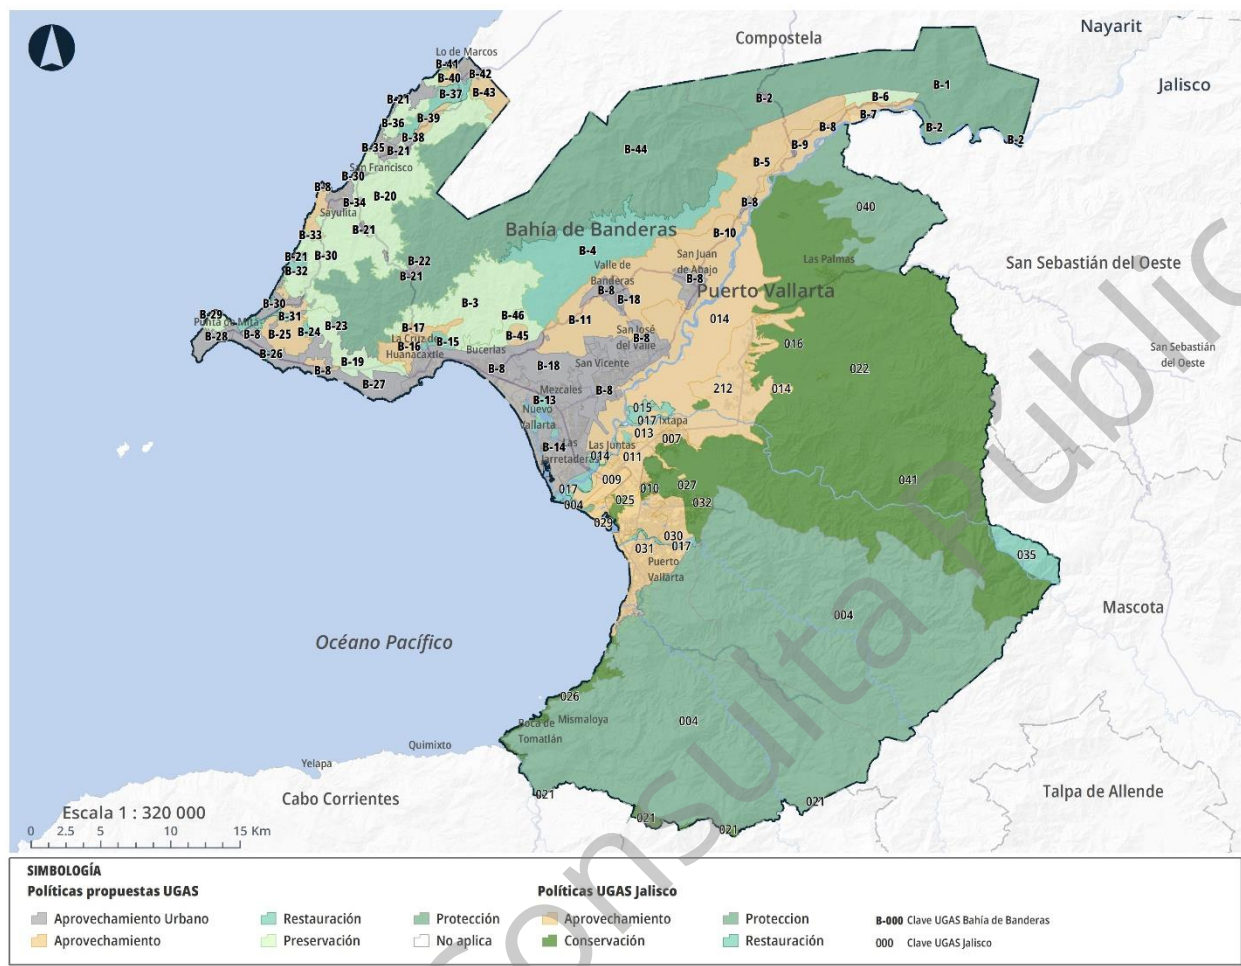 Nayarit
Compostela
Jalisco
Lo de Marcos
B-41
B-42
B-40
B-43
B-37
B-21
B-39
B-36
B-38
B-35
B-21
San Francisco
B-30
B-8
B-20
B-34
Sayulita
B-21
B-33
B-21
B-30
B-32
B-22
B-21
B-44
B-2
B-1
B-6
B-7
B-2
B-2
B-8
B-9
B-5
B-8
B-10
040
Bahía de Banderas
B-4
San Juan
de Abajo
B-8
Las Palmas
San Sebastián del Oeste
Valle de
Banderas
B-8
B-18
Puerto Vallarta
B-3
B-46
B-45
B-11
014
B-29
Punta de Mita
B-28
B-8
B-30
B-31
B-25
B-24
B-23
B-26
B-8
B-19
B-27
B-17
La Cruz de
Huanacaxtle
B-16
B-15
Bucerías
B-8
San José
del Valle
B-8
San Vicente
B-18
Mezcales
B-8
B-13
Nuevo
Vallarta
016
022
San Sebastián
del Oeste
212
014
015
017
Ixtapa
013
007
B-14
Las
Jarretaderas
Las Juntas
014
011
009
017
004
010
027
025
032
041
029
030
031
017
Puerto
Vallarta
035
Mascota
004
Océano Pacífico
026
Mismaloya
Boca de
Tomatlán
004
Quimixto
Yelapa
Cabo Corrientes
021
021
021
021
Talpa de Allende
Escala 1 : 320 000
0 2.5 5 10 15 Km
SIMBOLOGÍA
Políticas propuestas UGAS
Políticas UGAS Jalisco
Aprovechamiento Urbano
Restauración
Protección
Aprovechamiento
Proteccion
B-000 Clave UGAS Bahía de Banderas
Aprovechamiento
Preservación
No aplica
Conservación
Restauración
000 Clave UGAS Jalisco
Consulta Public